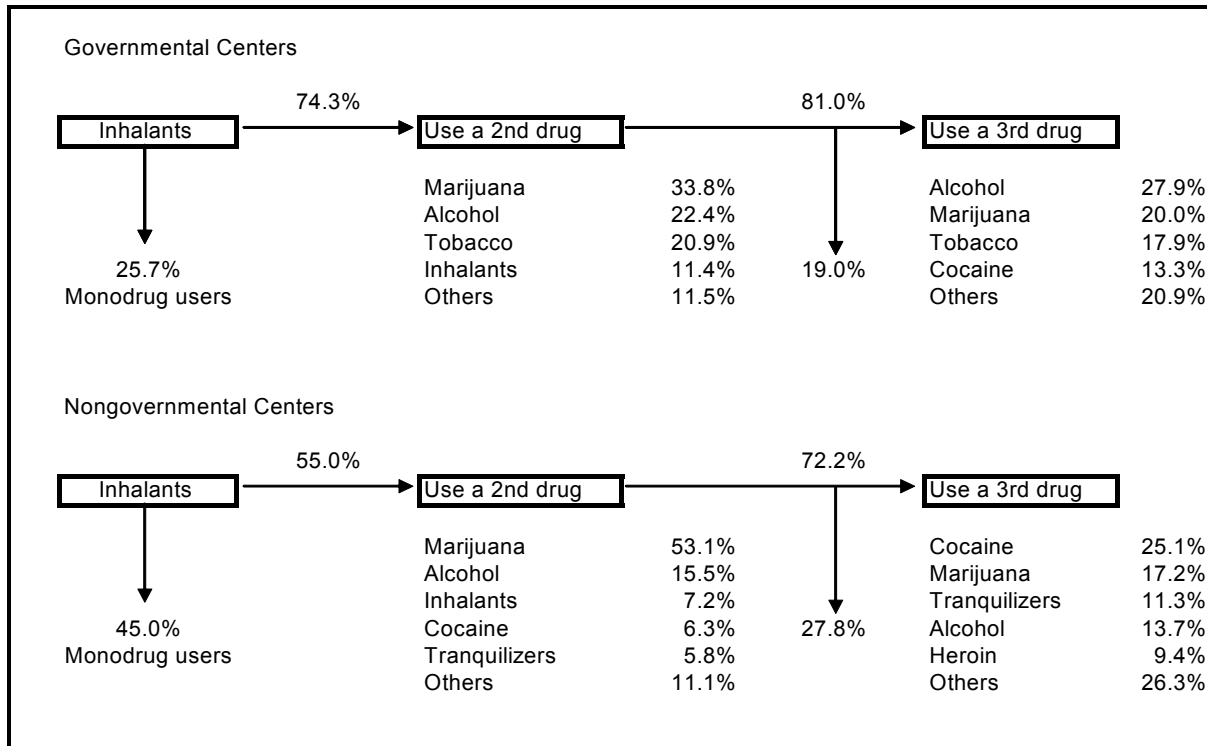 Governmental Centers
74.3% 81.0%
Inhalants Use a 2nd drug Use a 3rd drug
Marijuana 33.8% Alcohol 27.9%
Alcohol 22.4% Marijuana 20.0%
Tobacco 20.9% Tobacco 17.9%
25.7% Inhalants 11.4% 19.0% Cocaine 13.3%
Monodrug users Others 11.5% Others 20.9%
Nongovernmental Centers
55.0% 72.2%
Inhalants Use a 2nd drug Use a 3rd drug
Marijuana 53.1% Cocaine 25.1%
Alcohol 15.5% Marijuana 17.2%
Inhalants 7.2% Tranquilizers 11.3%
45.0% Cocaine 6.3% 27.8% Alcohol 13.7%
Monodrug users Tranquilizers 5.8% Heroin 9.4%
Others 11.1% Others 26.3%